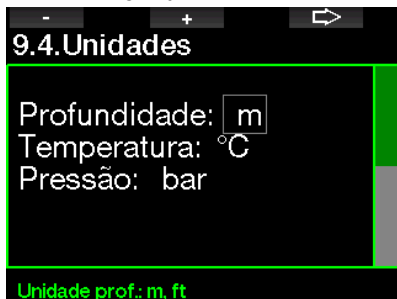 - +
9.4.Unidades
Profundidade: m
Temperatura: °C
Pressão: bar
Unidade prof.: m, ft